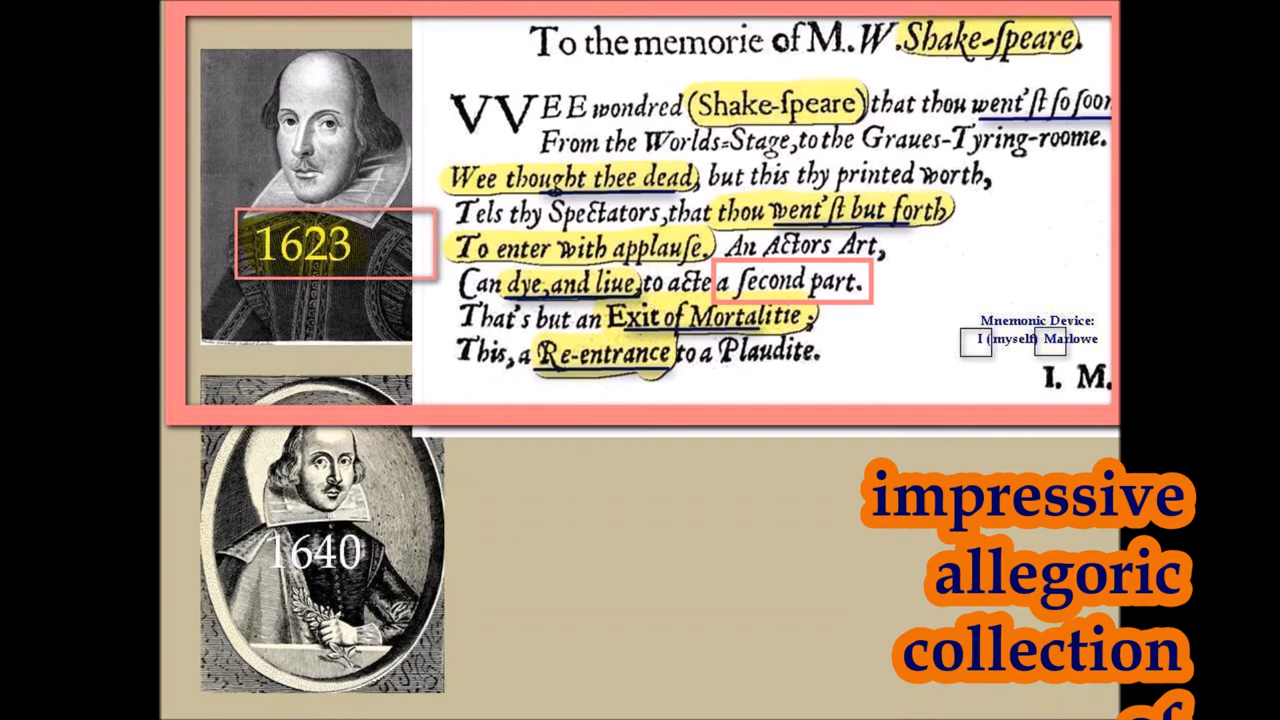 To the memorie of M. W. Shake-ſpeare.
VVEE wondred (Shake-ſpeare) that thou went'ſt ſo ſoon
From the Worlds=Stage, to the Graues-Tyring-roome.
Wee thought thee dead, but this thy printed worth,
Tels thy Spectators, that thou went'ſt but forth
To enter with applauſe. An Actors Art,
Can dye, and liue, to acte a ſecond part.
That's but an Exit of Mortalitie;
This, a Re-entrance to a Plaudite.
Mnemonic Device:
I (myself) Marlowe
I. M.
1623
1640
impressive
allegoric
collection
of